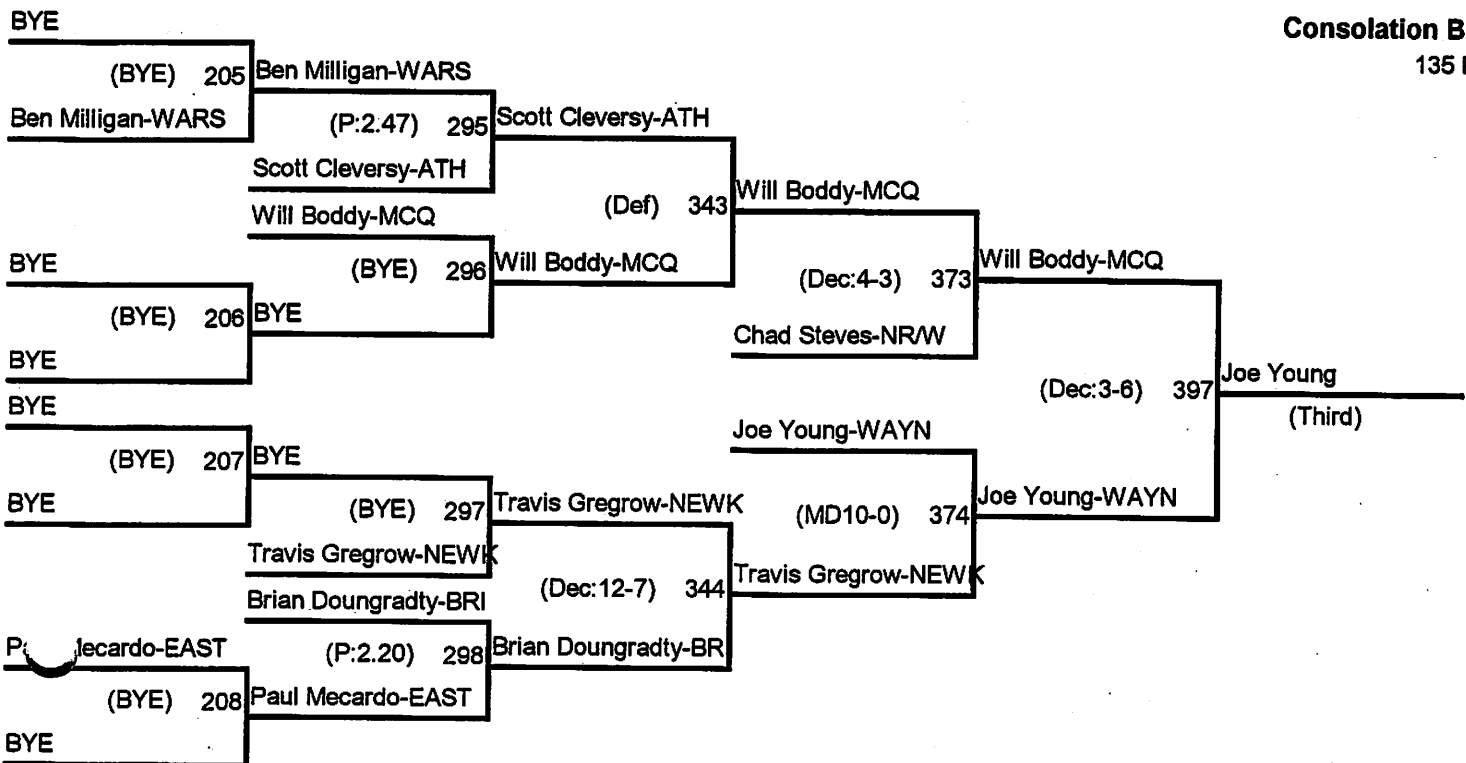 Consolation B
135
BYE
(BYE) 205
Ben Milligan-WARS
Ben Milligan-WARS
(P:2.47) 295
Scott Cleversy-ATH
Scott Cleversy-ATH
(Def) 343
Will Boddy-MCQ
(BYE) 296
Will Boddy-MCQ
BYE
(BYE) 206
BYE
BYE
Will Boddy-MCQ
(Dec:4-3) 373
Will Boddy-MCQ
Chad Steves-NR/W
(Dec:3-6) 397
Joe Young
(Third)
BYE
(BYE) 207
BYE
BYE
(BYE) 297
Travis Gregrow-NEWK
Travis Gregrow-NEWK
Joe Young-WAYN
(MD10-0) 374
Joe Young-WAYN
(Dec:12-7) 344
Travis Gregrow-NEWK
Brian Doungradty-BRI
(P:2.20) 298
Brian Doungradty-BR
lecardo-EAST
(BYE) 208
Paul Mecardo-EAST
BYE